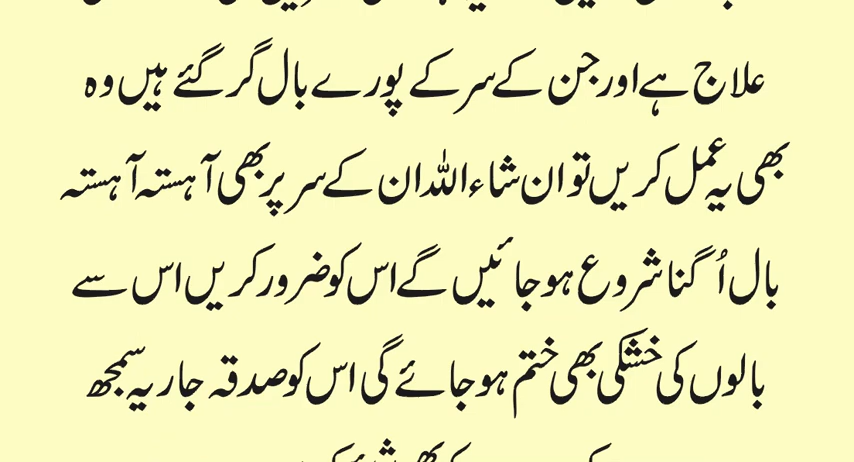 علاج ہے اور جن کے سر کے پورے بال گر گئے ہیں وہ
بھی یہ عمل کریں تو ان شاء اللہ ان کے سر پر بھی آہستہ آہستہ
بال اُگنا شروع ہو جائیں گے اس کو ضرور کریں اس سے
بالوں کی خشکی بھی ختم ہو جائے گی اس کو صدقہ جاریہ سمجھ